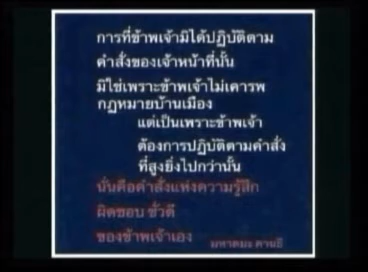 การที่ข้าพเจ้ามิได้ปฏิบัติตาม
คำสั่งของเจ้าหน้าที่นั้น
มิใช่เพราะข้าพเจ้าไม่เคารพ
กฎหมายบ้านเมือง
แต่เป็นเพราะข้าพเจ้า
ต้องการปฏิบัติตามคำสั่ง
ที่สูงยิ่งไปกว่านั้น
นั่นคือคำสั่งแห่งความรู้สึก
ผิดชอบ ชั่วดี
ของข้าพเจ้าเอง
มหาตมะ คานธี